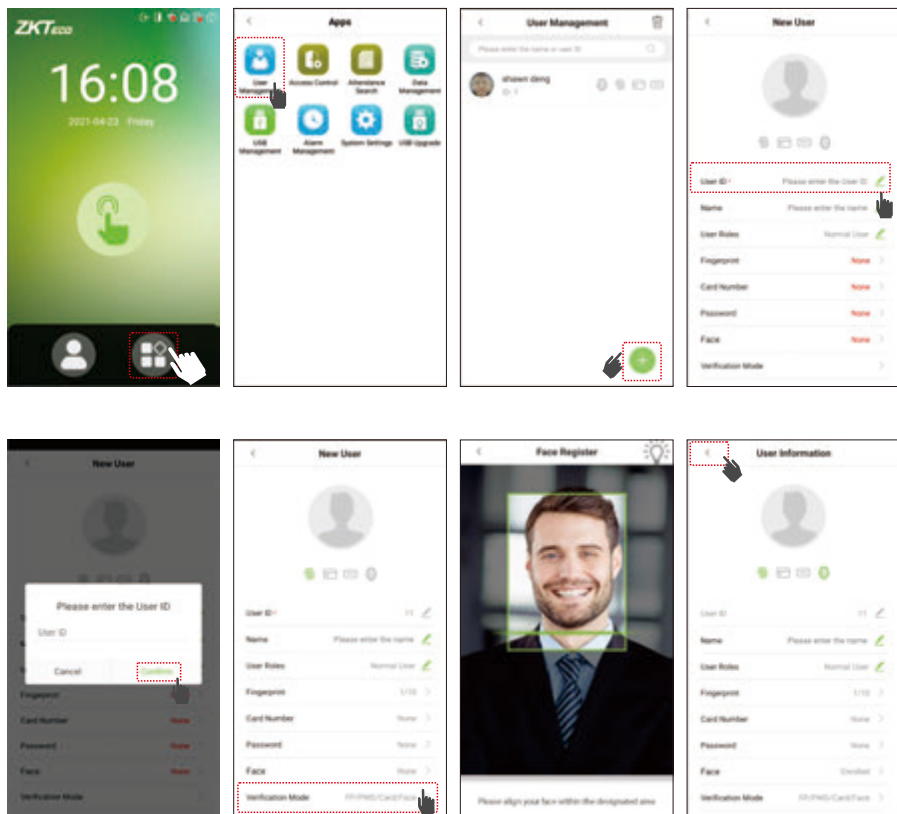 ZKTeco
16:08
2021-04-23 Friday
Apps
User Management
Access Control
Attendance Search
Data Management
USB Management
Alarm Management
System Settings
USB Upgrade
User Management
Please enter the name or user ID
shawn deng
New User
User ID *
Please enter the User ID
Name
Please enter the name
User Roles
Normal User
Fingerprint
None
Card Number
None
Password
None
Face
None
Verification Mode
New User
Please enter the User ID
User ID
Cancel
Confirm
Fingerprint
Card Number
None
Password
None
Face
None
Verification Mode
New User
User ID *
11
Name
Please enter the name
User Roles
Normal User
Fingerprint
1/10
Card Number
None
Password
None
Face
None
Verification Mode
FP/PWD/Card/Face
Face Register
Please align your face within the designated area
User Information
User ID
11
Name
Please enter the name
User Roles
Normal User
Fingerprint
1/10
Card Number
None
Password
None
Face
Enrolled
Verification Mode
FP/PWD/Card/Face